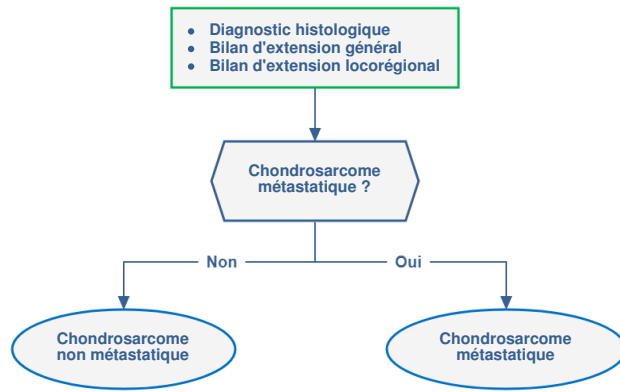 • Diagnostic histologique
• Bilan d'extension général
• Bilan d'extension locorégional
Chondrosarcome
métastatique ?
Non
Oui
Chondrosarcome
non métastatique
Chondrosarcome
métastatique